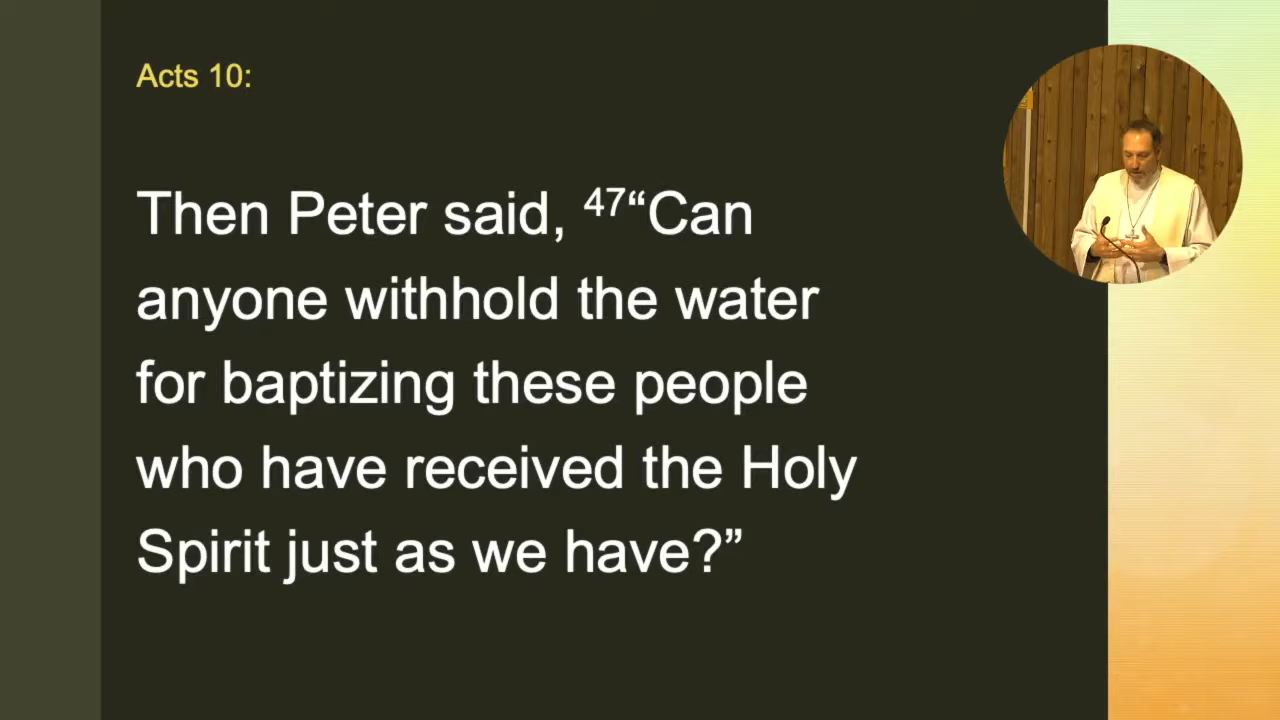 Acts 10:
Then Peter said, 47“Can
anyone withhold the water
for baptizing these people
who have received the Holy
Spirit just as we have?”